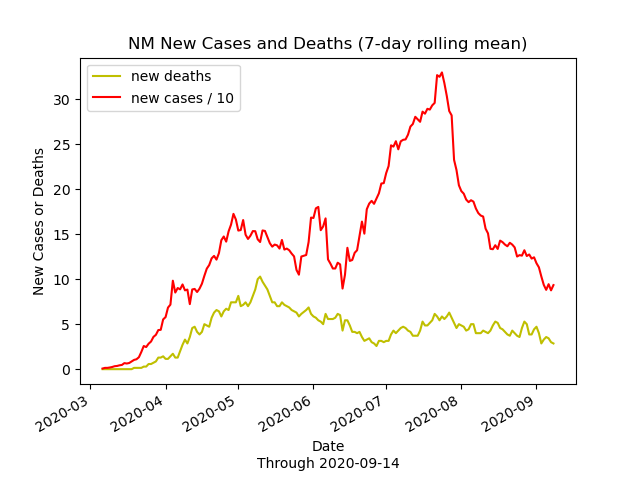 NM New Cases and Deaths (7-day rolling mean)
new deaths
new cases / 10
30
25
20
15
10
5
0
New Cases or Deaths
2020-03
2020-04
2020-05
2020-06
2020-07
2020-08
2020-09
Date
Through 2020-09-14